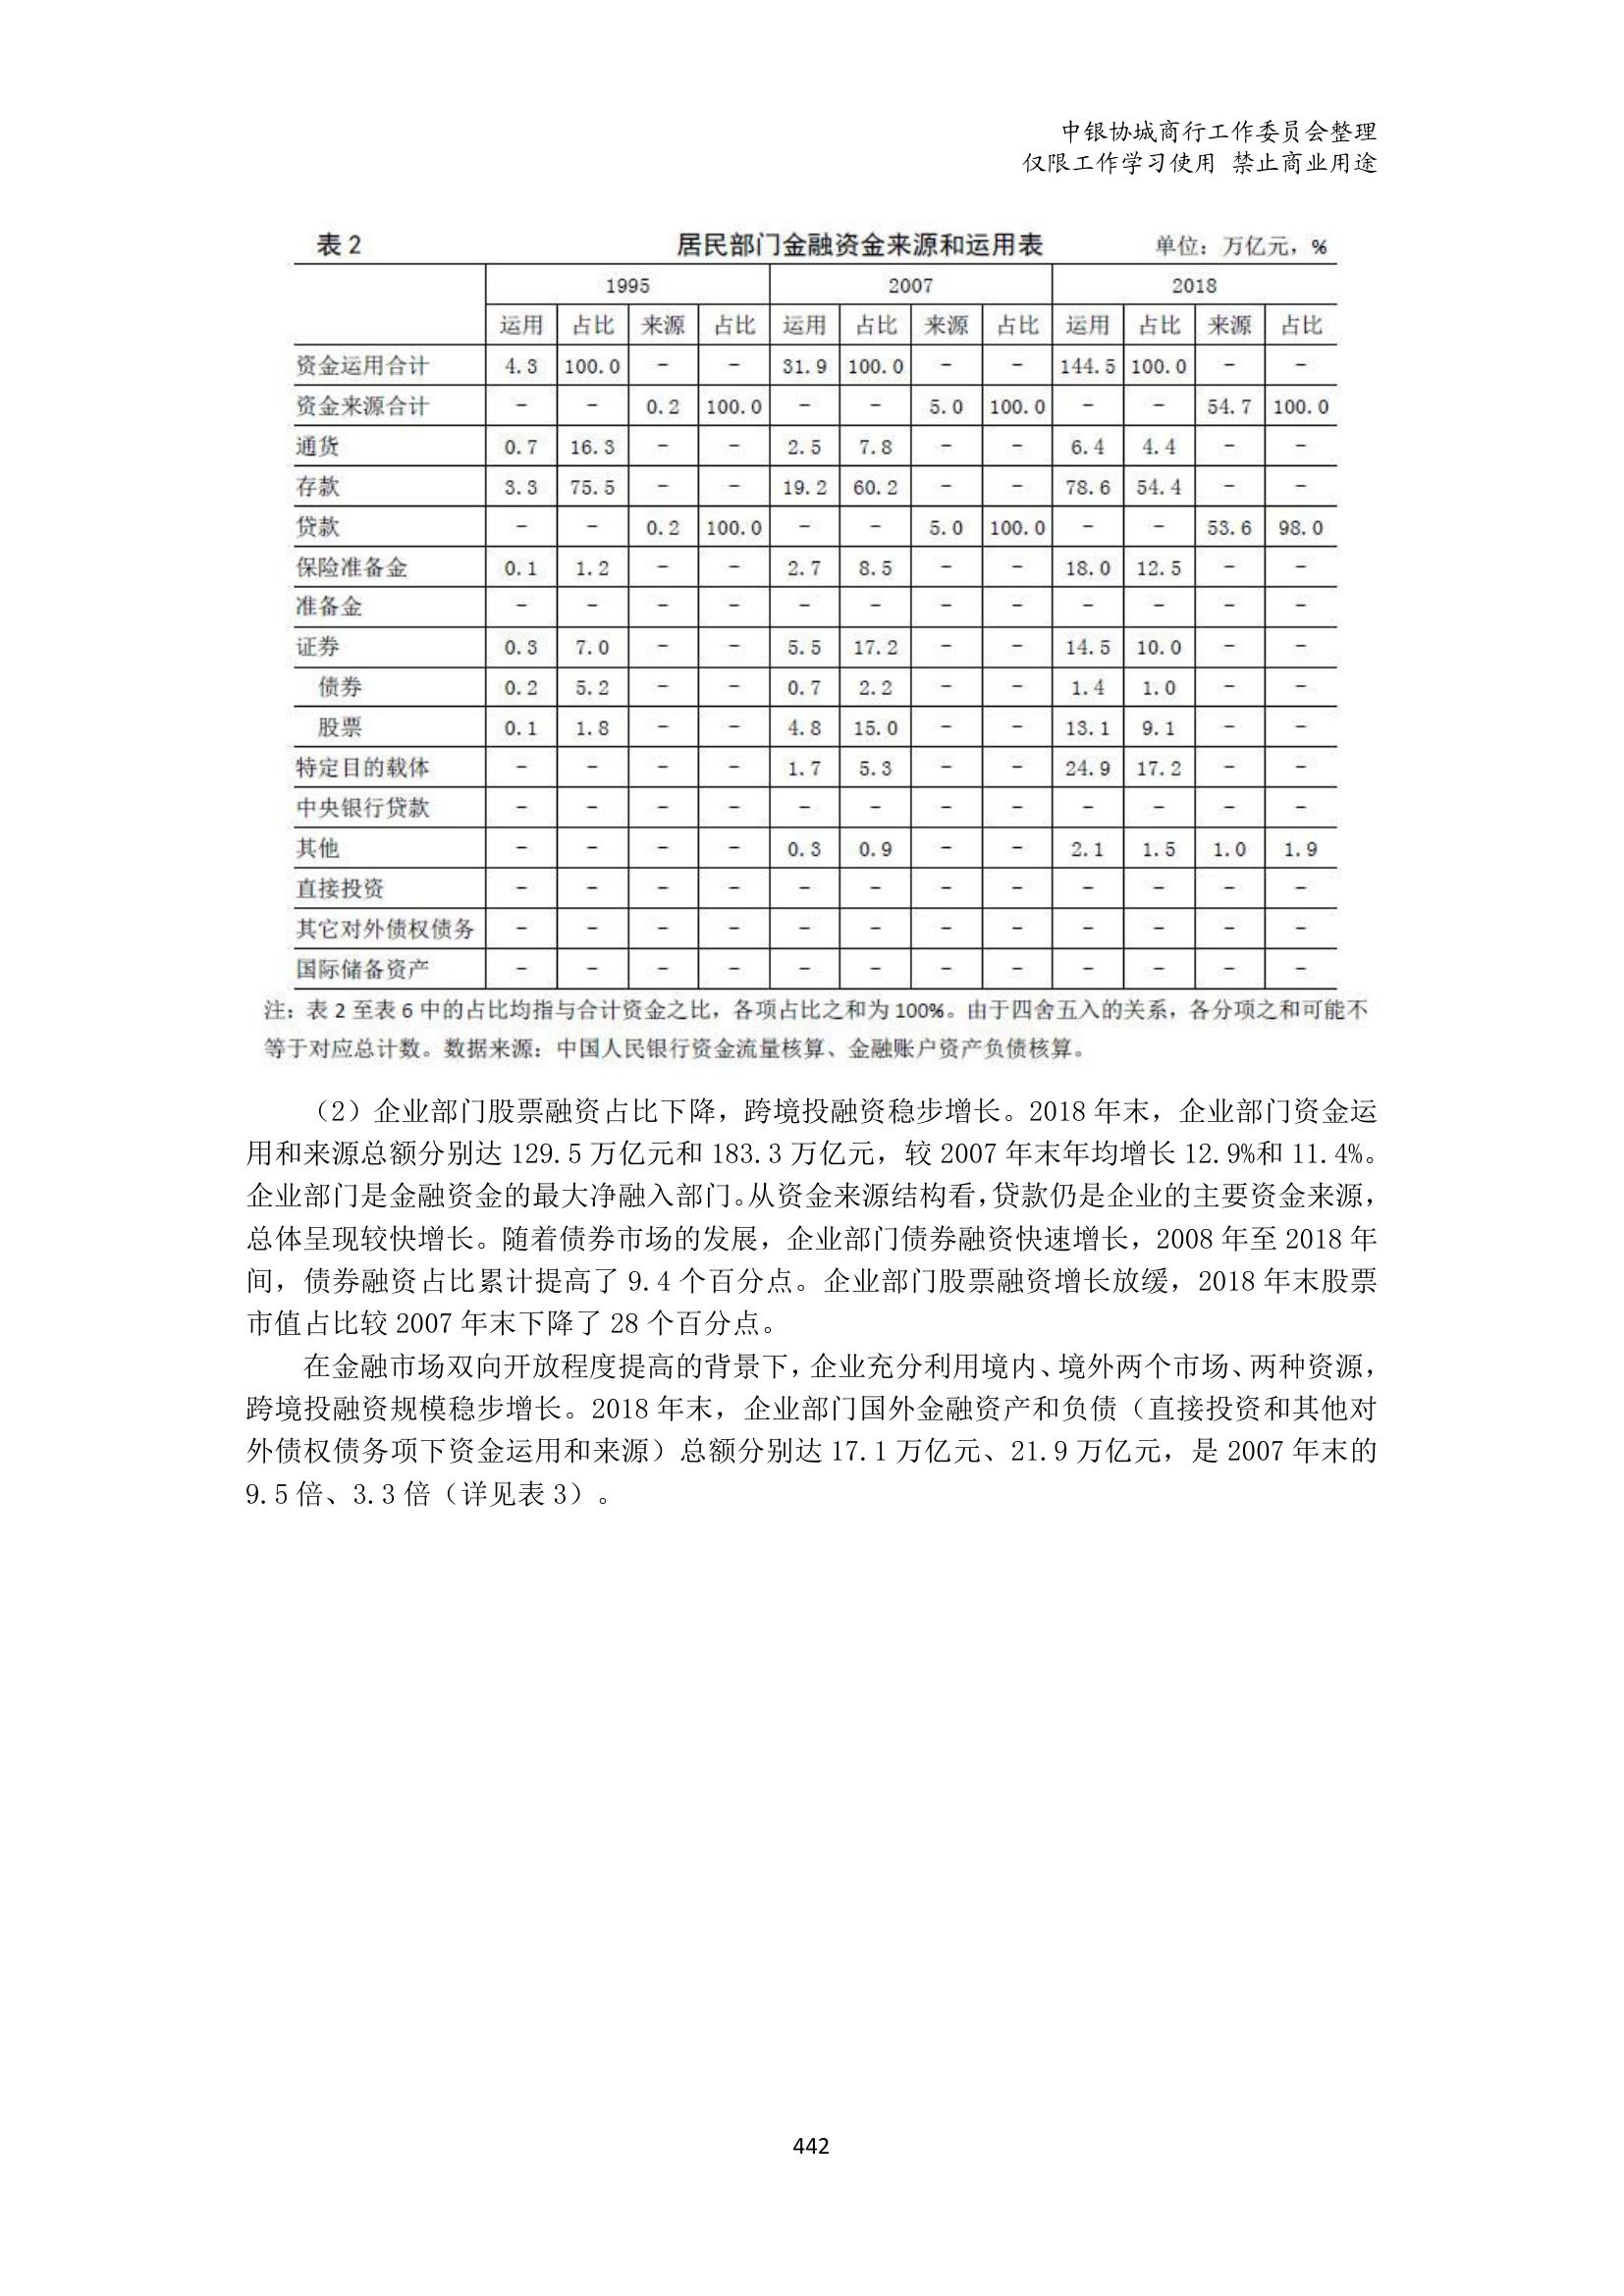 中银协城商行工作委员会整理
仅限工作学习使用 禁止商业用途
表 2 居民部门金融资金来源和运用表 单位：万亿元，%
1995 2007 2018
运用 占比 来源 占比 运用 占比 来源 占比 运用 占比 来源 占比
资金运用合计 4.3 100.0 - - 31.9 100.0 - - 144.5 100.0 - -
资金来源合计 - - 0.2 100.0 - - 5.0 100.0 - - 54.7 100.0
通货 0.7 16.3 - - 2.5 7.8 - - 6.4 4.4 - -
存款 3.3 75.5 - - 19.2 60.2 - - 78.6 54.4 - -
贷款 - - 0.2 100.0 - - 5.0 100.0 - - 53.6 98.0
保险准备金 0.1 1.2 - - 2.7 8.5 - - 18.0 12.5 - -
准备金 - - - - - - - - - - - -
证券 0.3 7.0 - - 5.5 17.2 - - 14.5 10.0 - -
债券 0.2 5.2 - - 0.7 2.2 - - 1.4 1.0 - -
股票 0.1 1.8 - - 4.8 15.0 - - 13.1 9.1 - -
特定目的载体 - - - - 1.7 5.3 - - 24.9 17.2 - -
中央银行贷款 - - - - - - - - - - - -
其他 - - - - 0.3 0.9 - - 2.1 1.5 1.0 1.9
直接投资 - - - - - - - - - - - -
其它对外债权债务 - - - - - - - - - - - -
国际储备资产 - - - - - - - - - - - -
注：表 2 至表 6 中的占比均指与合计资金之比，各项占比之和为 100%。由于四舍五入的关系，各分项之和可能不
等于对应总计数。数据来源：中国人民银行资金流量核算、金融账户资产负债核算。
（2）企业部门股票融资占比下降，跨境投融资稳步增长。2018 年末，企业部门资金运
用和来源总额分别达 129.5 万亿元和 183.3 万亿元，较 2007 年末年均增长 12.9%和 11.4%。
企业部门是金融资金的最大净融入部门。从资金来源结构看，贷款仍是企业的主要资金来源，
总体呈现较快增长。随着债券市场的发展，企业部门债券融资快速增长，2008 年至 2018 年
间，债券融资占比累计提高了 9.4 个百分点。企业部门股票融资增长放缓，2018 年末股票
市值占比较 2007 年末下降了 28 个百分点。
在金融市场双向开放程度提高的背景下，企业充分利用境内、境外两个市场、两种资源，
跨境投融资规模稳步增长。2018 年末，企业部门国外金融资产和负债（直接投资和其他对
外债权债务项下资金运用和来源）总额分别达 17.1 万亿元、21.9 万亿元，是 2007 年末的
9.5 倍、3.3 倍（详见表 3）。
442